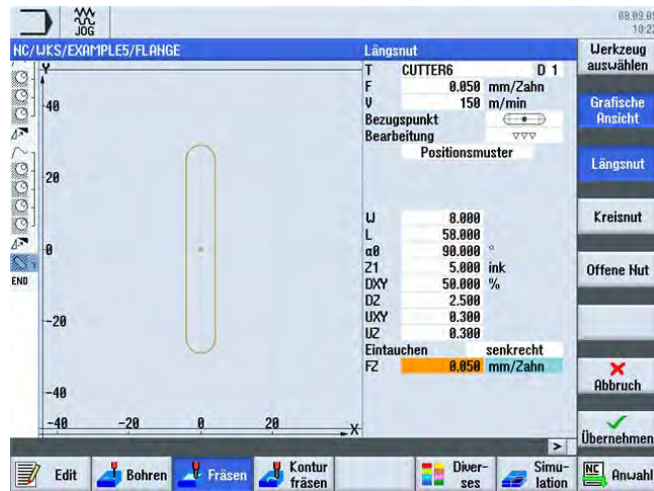 JOG
08.09.09
10:22
NC/WKS/EXAMPLE5/FLANGE
Längsnut
Y
40
20
0
-20
-40
-40 -20 0 20 X
END
T CUTTER6 D 1
F 0.050 mm/Zahn
V 150 m/min
Bezugspunkt
Bearbeitung ▽▽▽
Positionsmuster
W 8.000
L 58.000
α0 90.000 °
Z1 5.000 ink
DXY 50.000 %
DZ 2.500
UXY 0.300
UZ 0.300
Eintauchen senkrecht
FZ 0.050 mm/Zahn
>
Werkzeug
auswählen
Grafische
Ansicht
Längsnut
Kreisnut
Offene Nut
Abbruch
Übernehmen
Edit
Bohren
Fräsen
Kontur
fräsen
Diver-
ses
Simu-
lation
NC Anwahl